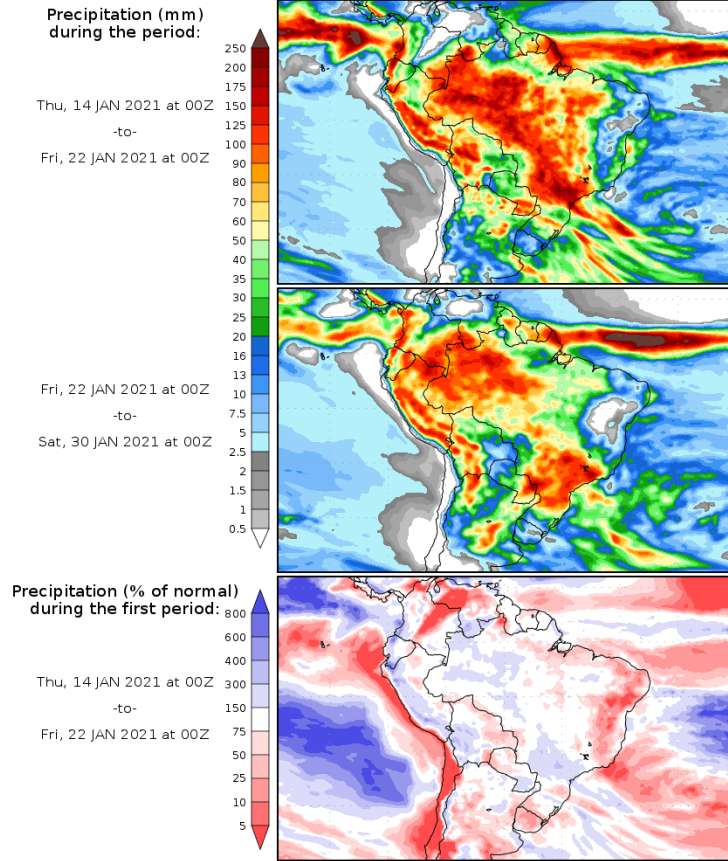 Precipitation (mm)
during the period:
Thu, 14 JAN 2021 at 00Z
-to-
Fri, 22 JAN 2021 at 00Z
250
200
175
150
125
100
90
80
70
60
50
40
35
30
25
20
16
13
10
7.5
5
2.5
2
1.5
1
0.5
Fri, 22 JAN 2021 at 00Z
-to-
Sat, 30 JAN 2021 at 00Z
Precipitation (% of normal)
during the first period:
Thu, 14 JAN 2021 at 00Z
-to-
Fri, 22 JAN 2021 at 00Z
800
600
400
300
150
75
50
25
10
5